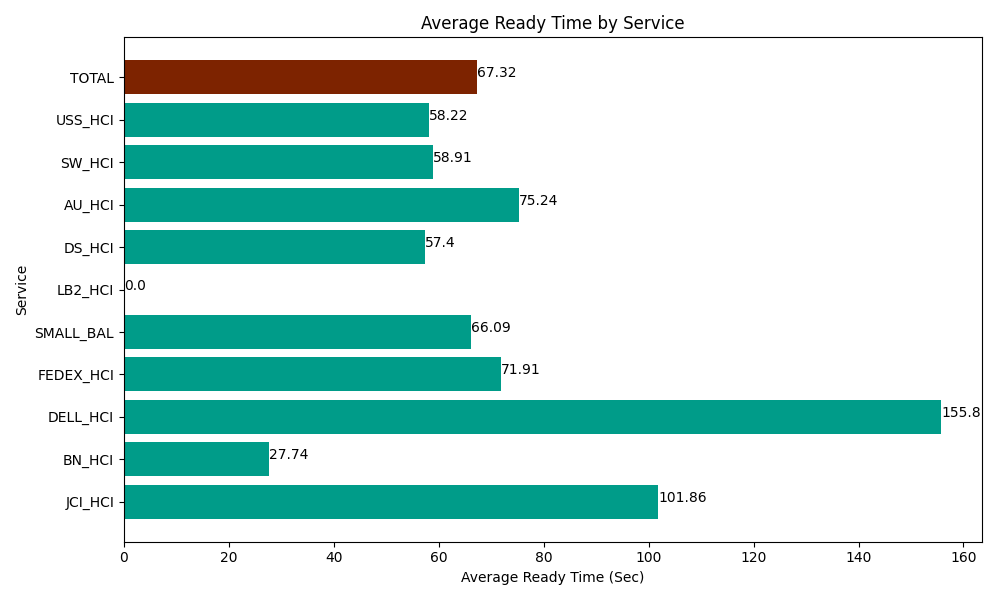 Average Ready Time by Service
Service
TOTAL 67.32
USS_HCI 58.22
SW_HCI 58.91
AU_HCI 75.24
DS_HCI 57.4
LB2_HCI 0.0
SMALL_BAL 66.09
FEDEX_HCI 71.91
DELL_HCI 155.8
BN_HCI 27.74
JCI_HCI 101.86
0 20 40 60 80 100 120 140 160
Average Ready Time (Sec)